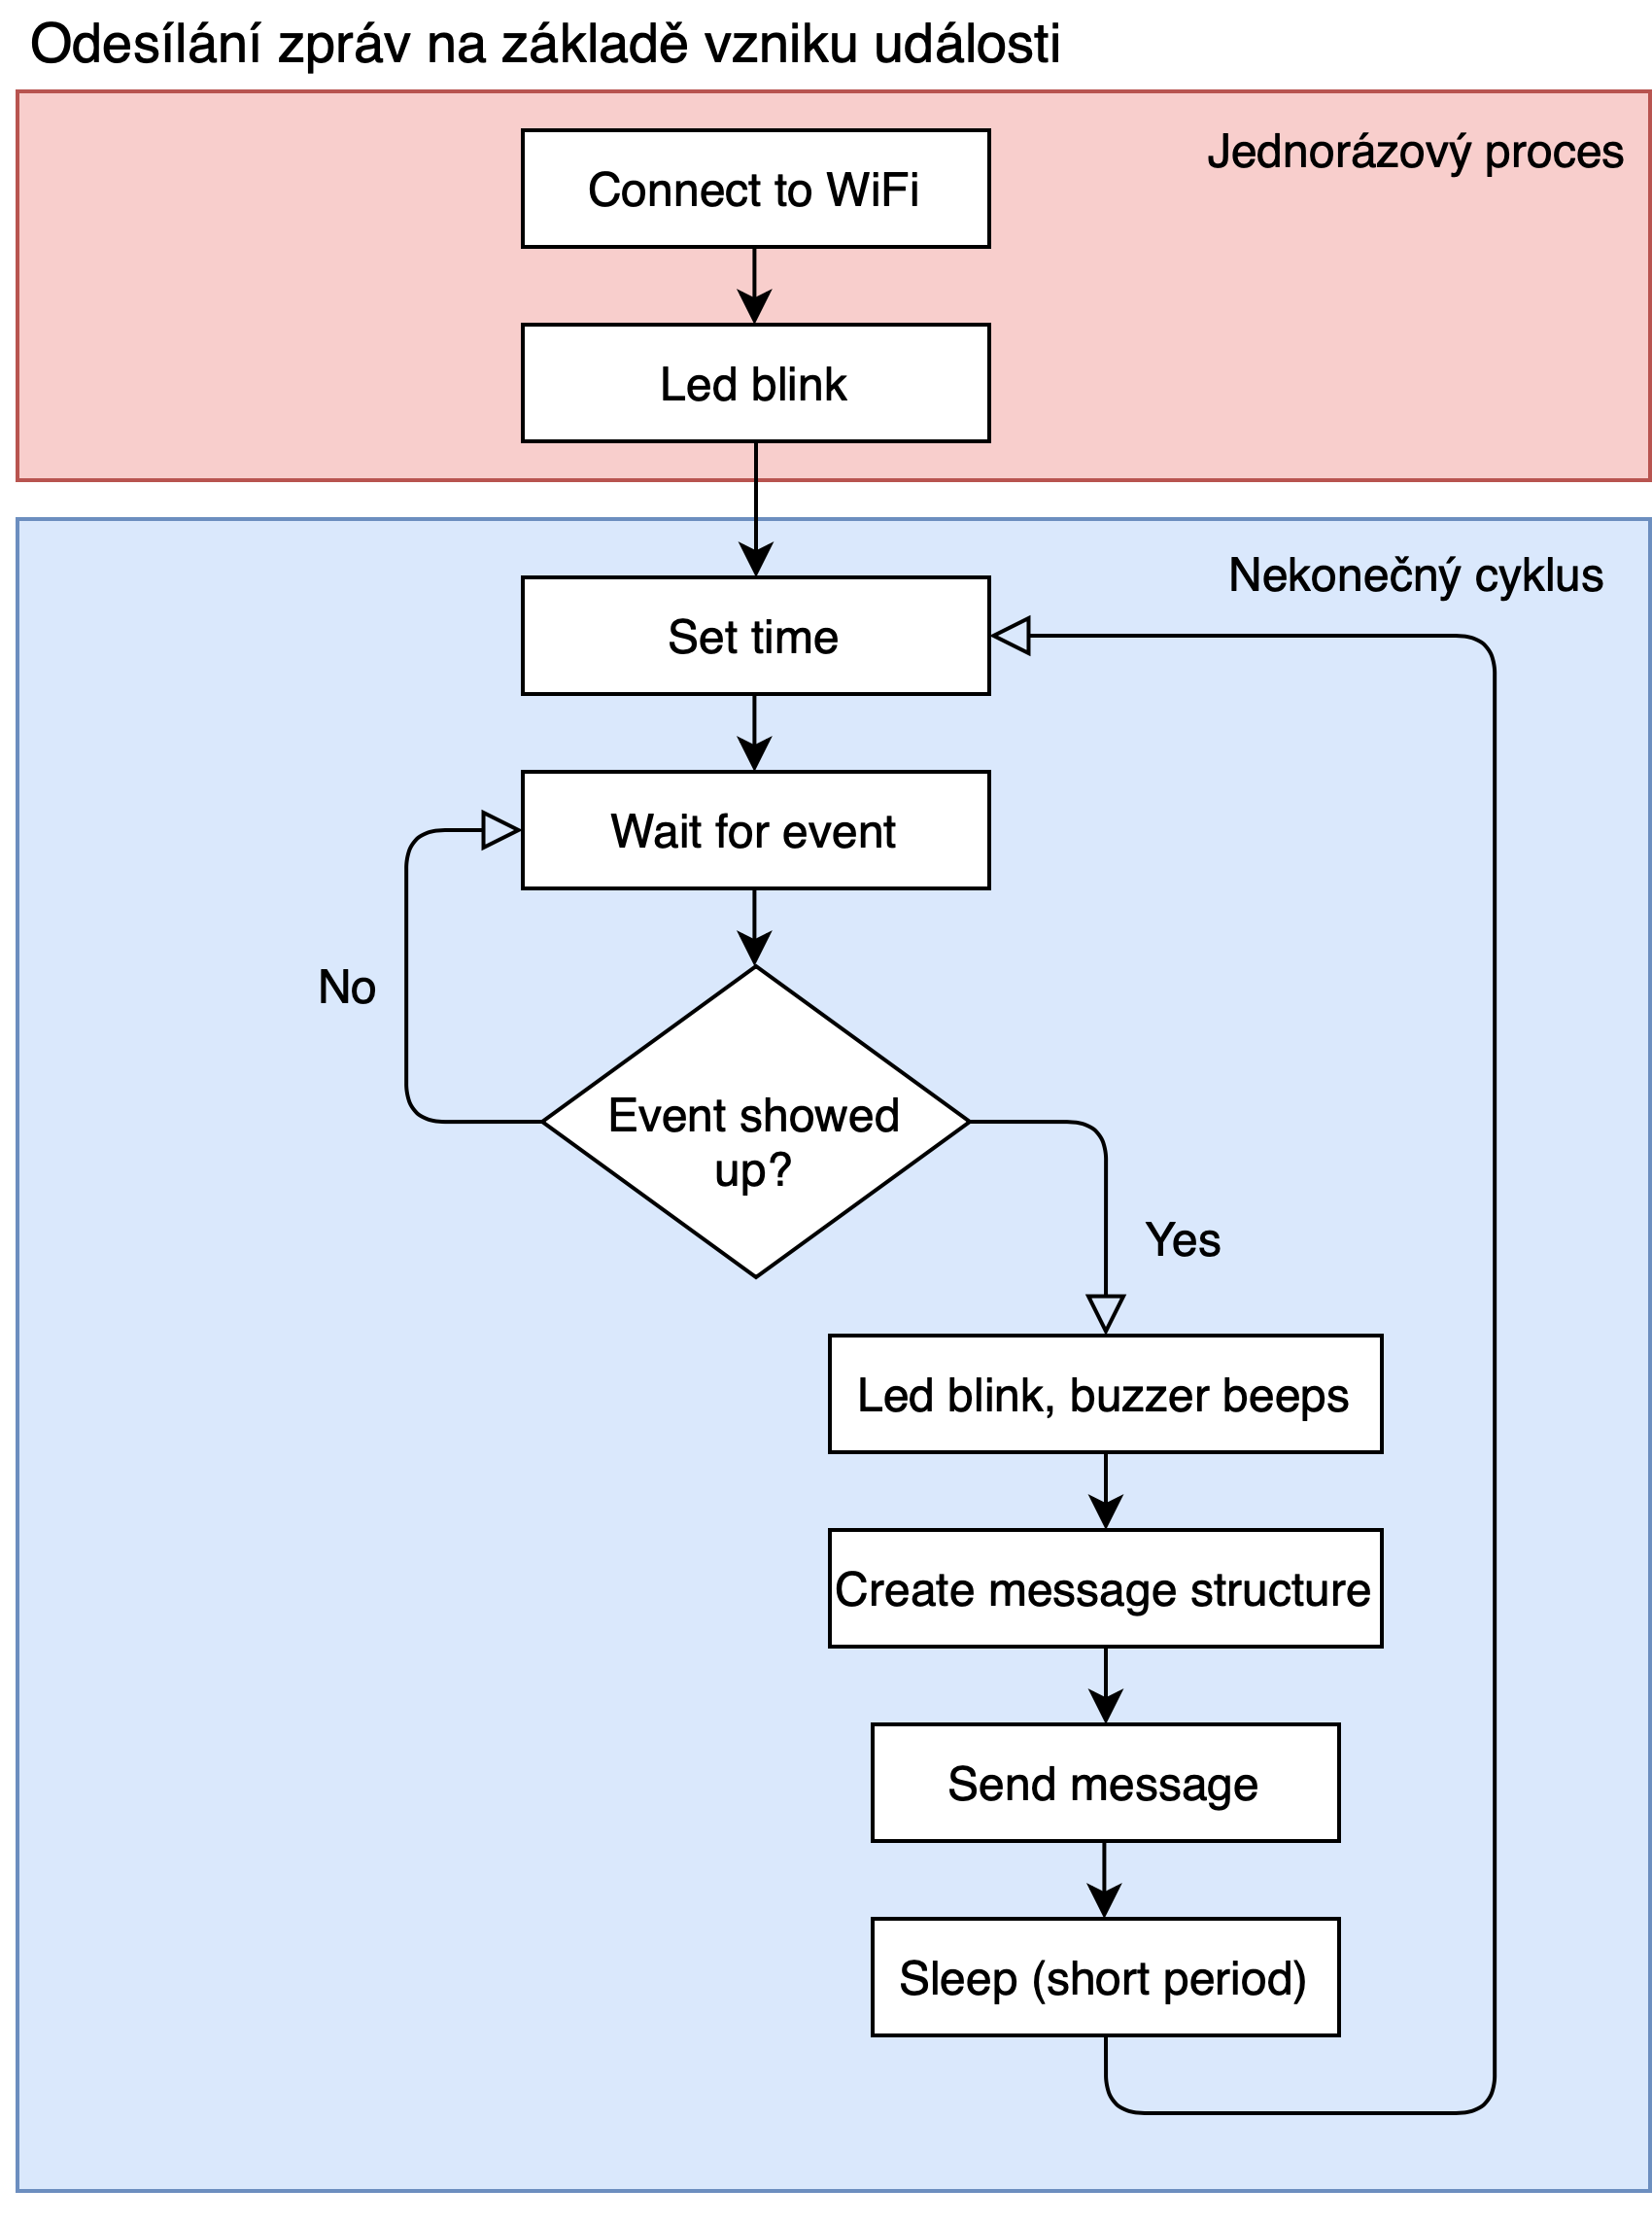 Odesílání zpráv na základě vzniku události
Jednorázový proces
Connect to WiFi
Led blink
Nekonečný cyklus
Set time
Wait for event
No
Event showed
up?
Yes
Led blink, buzzer beeps
Create message structure
Send message
Sleep (short period)